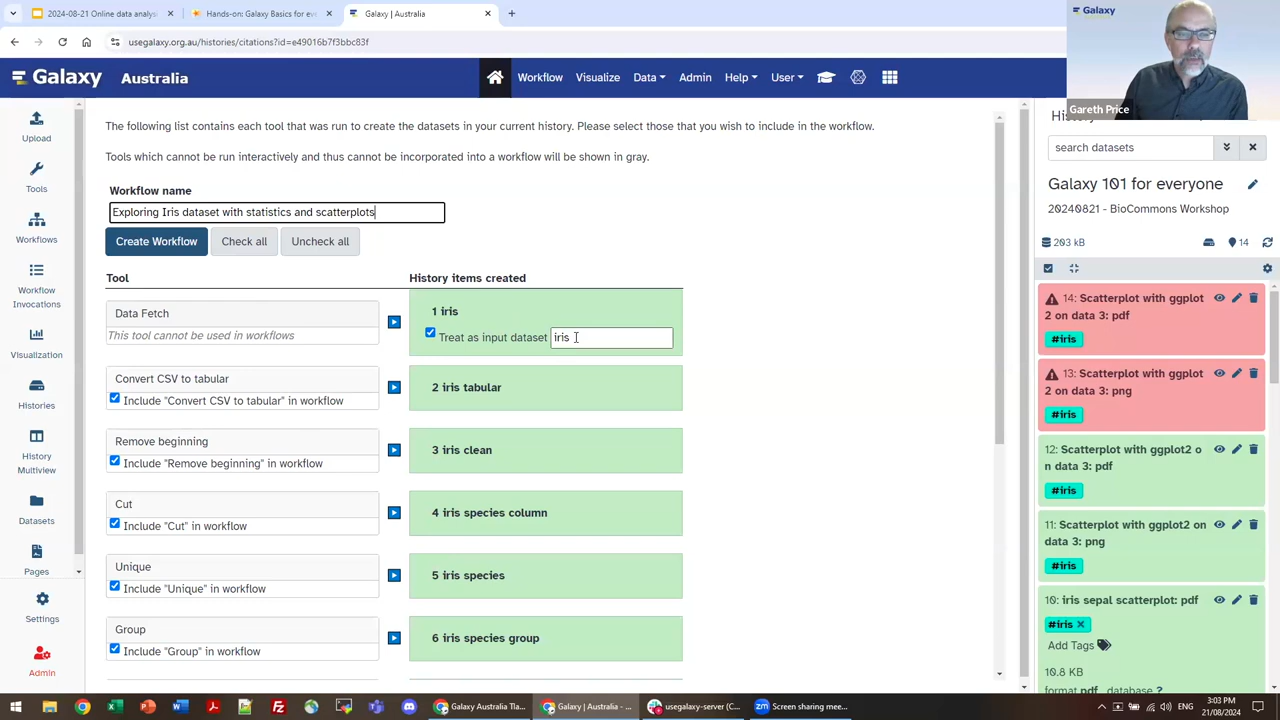 2024-08-21 Online data analysi
Hands-on: Galaxy Basics for ev
Galaxy | Australia
usegalaxy.org.au/histories/citations?id=e49016b7f3bbc83f
Galaxy
Gareth Price
Galaxy Australia
Workflow
Visualize
Data
Admin
Help
User
Upload
Tools
Workflows
Workflow
Invocations
Visualization
Histories
History
Multiview
Datasets
Pages
Settings
Admin
The following list contains each tool that was run to create the datasets in your current history. Please select those that you wish to include in the workflow.
Tools which cannot be run interactively and thus cannot be incorporated into a workflow will be shown in gray.
Workflow name
Exploring Iris dataset with statistics and scatterplots
Create Workflow
Check all
Uncheck all
Tool
History items created
Data Fetch
This tool cannot be used in workflows
1 iris
Treat as input dataset iris
Convert CSV to tabular
Include "Convert CSV to tabular" in workflow
2 iris tabular
Remove beginning
Include "Remove beginning" in workflow
3 iris clean
Cut
Include "Cut" in workflow
4 iris species column
Unique
Include "Unique" in workflow
5 iris species
Group
Include "Group" in workflow
6 iris species group
search datasets
Galaxy 101 for everyone
20240821 - BioCommons Workshop
203 kB
14
14: Scatterplot with ggplot
2 on data 3: pdf
#iris
13: Scatterplot with ggplot
2 on data 3: png
#iris
12: Scatterplot with ggplot2 o
n data 3: pdf
#iris
11: Scatterplot with ggplot2 on
data 3: png
#iris
10: iris sepal scatterplot: pdf
#iris
Add Tags
10.8 KB
format pdf, database ?
Galaxy Australia Tla...
Galaxy | Australia - ...
usegalaxy-server (C...
Screen sharing mee...
ENG
3:03 PM
21/08/2024